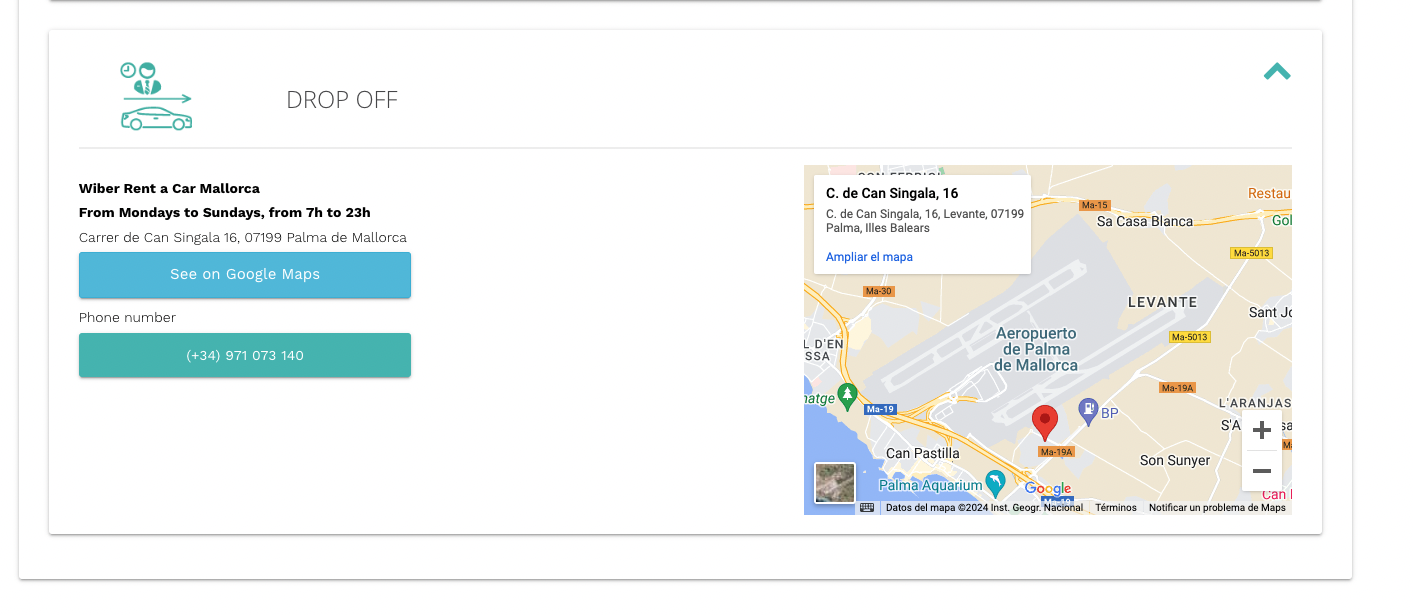 DROP OFF
Wiber Rent a Car Mallorca
From Mondays to Sundays, from 7h to 23h
Carrer de Can Singala 16, 07199 Palma de Mallorca
See on Google Maps
Phone number
(+34) 971 073 140
C. de Can Singala, 16
C. de Can Singala, 16, Levante, 07199
Palma, Illes Balears
Ampliar el mapa
Restau
Ma-15
Sa Casa Blanca
Gol
Ma-5013
Ma-30
LEVANTE
Sant Jo
Ma-5013
Aeropuerto
de Palma
de Mallorca
L D'EN
SSA
Ma-19A
natge
Ma-19
BP
L'ARANJAS
S'A
sa
Ma-19A
Can Pastilla
Son Sunyer
Palma Aquarium
Google
Can
Datos del mapa ©2024 Inst. Geogr. Nacional
Términos
Notificar un problema de Maps